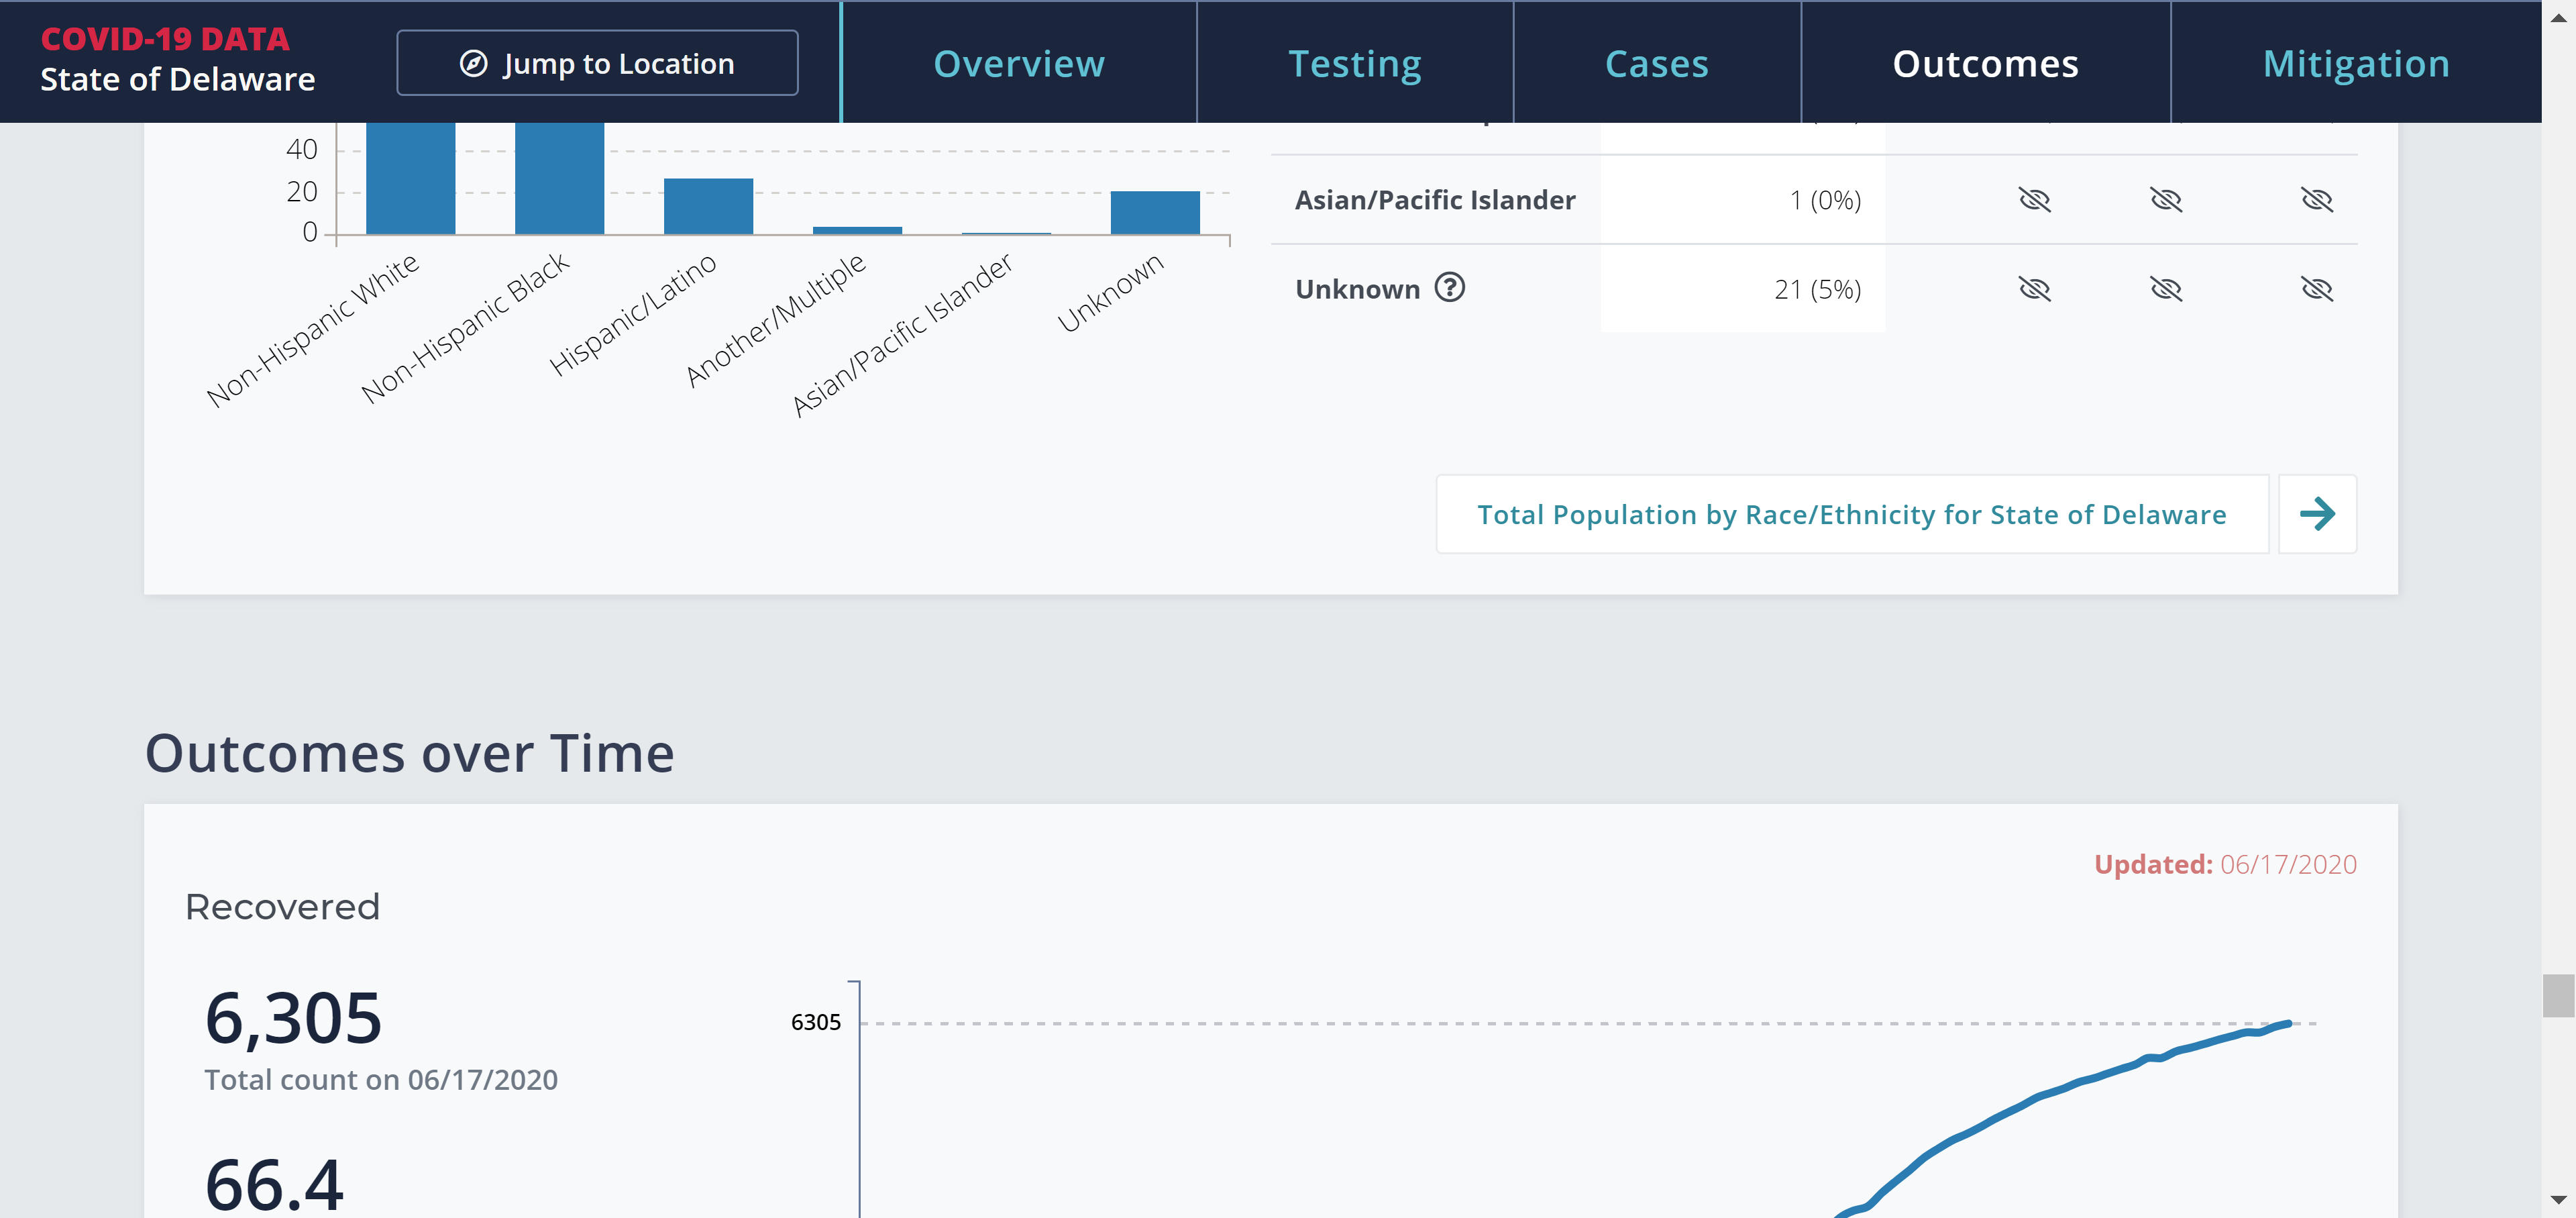 COVID-19 DATA
State of Delaware
Jump to Location
Overview
Testing
Cases
Outcomes
Mitigation
40
20
0
Non-Hispanic White
Non-Hispanic Black
Hispanic/Latino
Another/Multiple
Asian/Pacific Islander
Unknown
Asian/Pacific Islander 1 (0%)
Unknown ? 21 (5%)
Total Population by Race/Ethnicity for State of Delaware
Outcomes over Time
Updated: 06/17/2020
Recovered
6,305
Total count on 06/17/2020
66.4
6305